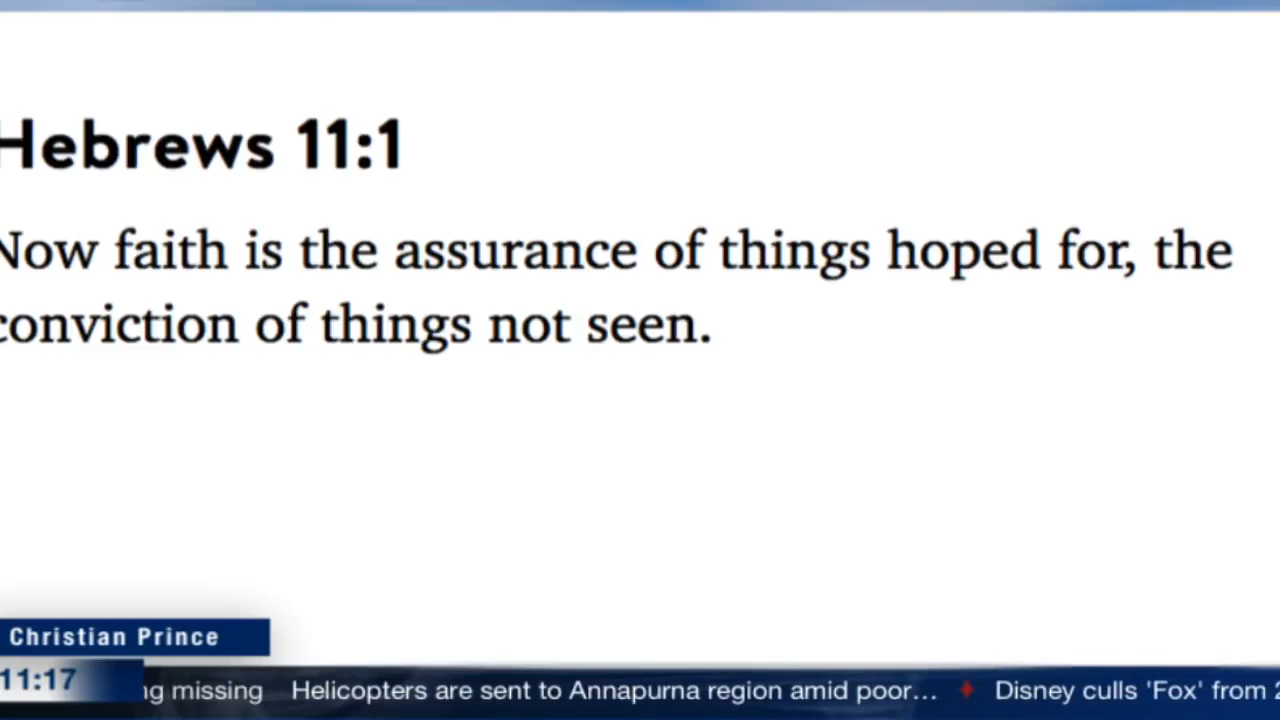 Hebrews 11:1
Now faith is the assurance of things hoped for, the
conviction of things not seen.
Christian Prince
11:17
ng missing Helicopters are sent to Annapurna region amid poor… Disney culls 'Fox' from